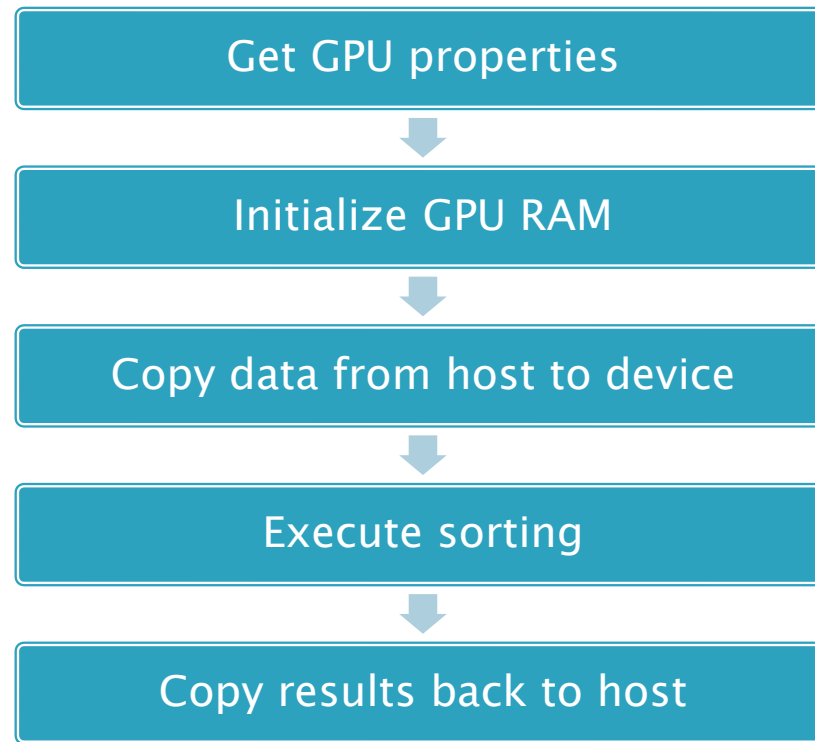 Get GPU properties
Initialize GPU RAM
Copy data from host to device
Execute sorting
Copy results back to host